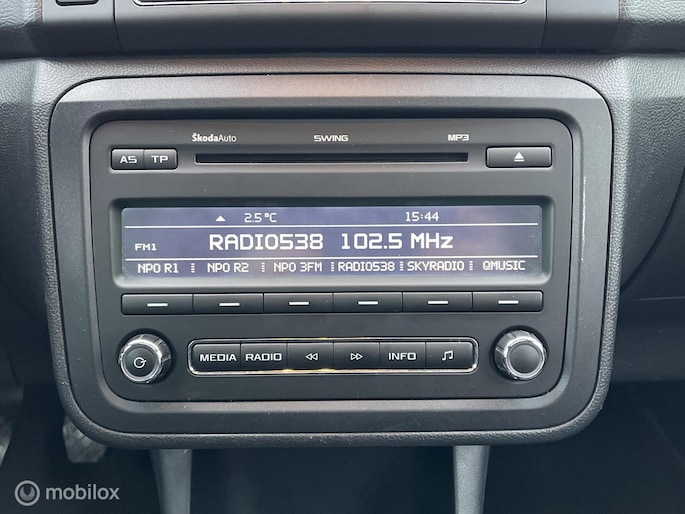 ŠkodaAuto SWING MP3
AS TP
2.5°C 15:44
FM1 RADIO538 102.5 MHz
NPO R1 NPO R2 NPO 3FM RADIO538 SKYRADIO QMUSIC
MEDIA RADIO INFO
mobilox